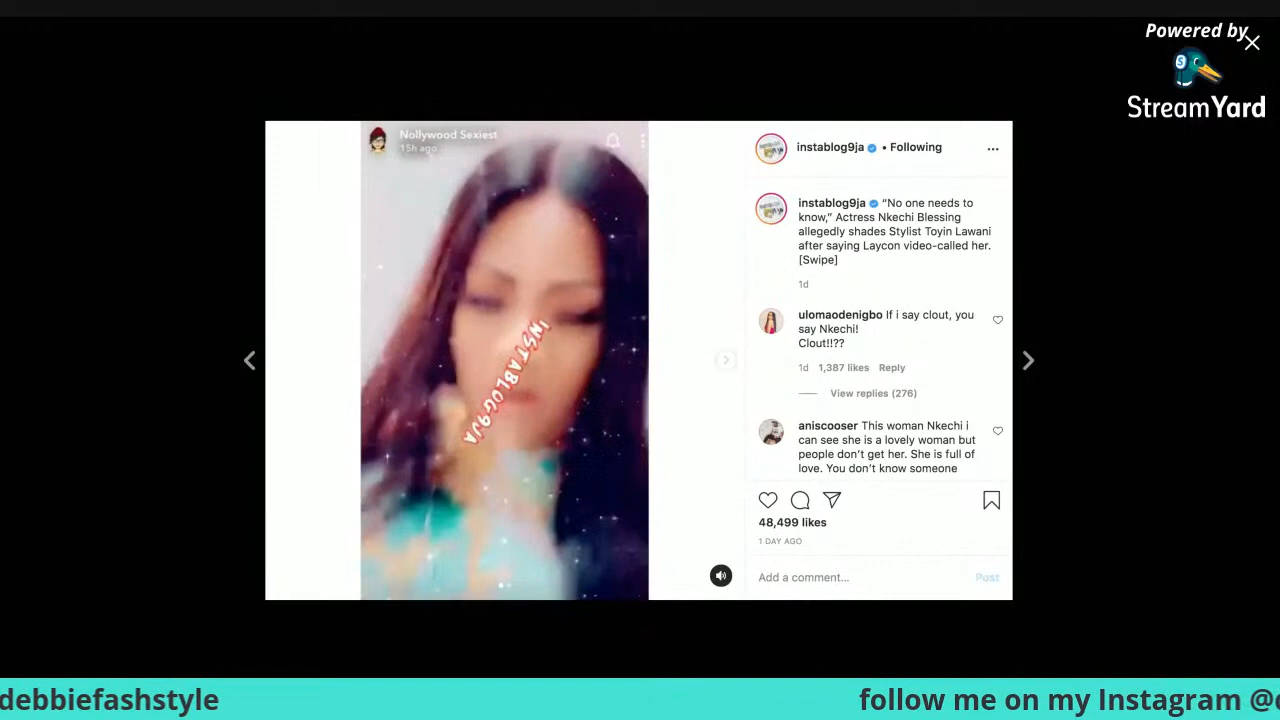 Powered by
StreamYard
Nollywood Sexiest
15h ago
INSTABLOG9JA
instablog9ja • Following
instablog9ja “No one needs to
know,” Actress Nkechi Blessing
allegedly shades Stylist Toyin Lawani
after saying Laycon video-called her.
[Swipe]
1d
ulomaodenigbo If i say clout, you
say Nkechi!
Clout!!??
1d 1,387 likes Reply
View replies (276)
aniscooser This woman Nkechi i
can see she is a lovely woman but
people don’t get her. She is full of
love. You don’t know someone
48,499 likes
1 DAY AGO
Add a comment... Post
debbiefashstyle follow me on my Instagram @